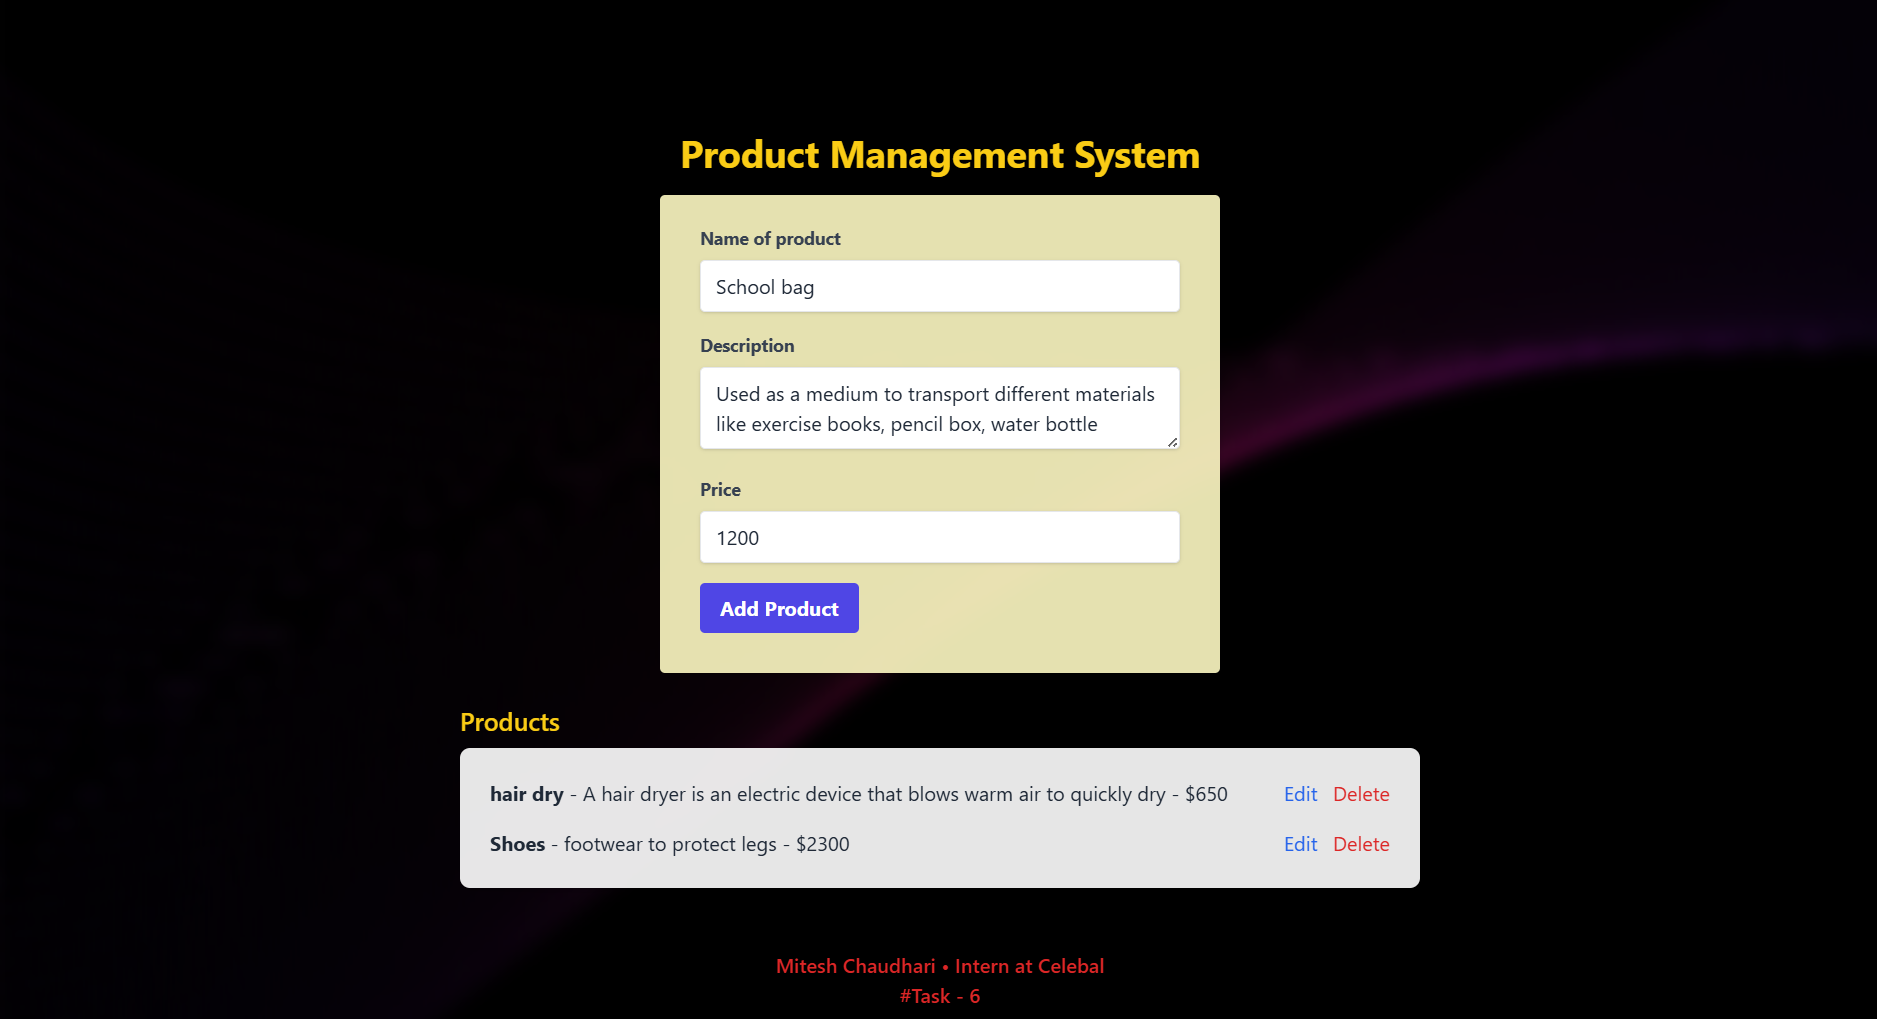 Product Management System
Name of product
School bag
Description
Used as a medium to transport different materials
like exercise books, pencil box, water bottle
Price
1200
Add Product
Products
hair dry - A hair dryer is an electric device that blows warm air to quickly dry - $650 Edit Delete
Shoes - footwear to protect legs - $2300 Edit Delete
Mitesh Chaudhari • Intern at Celebal
#Task - 6